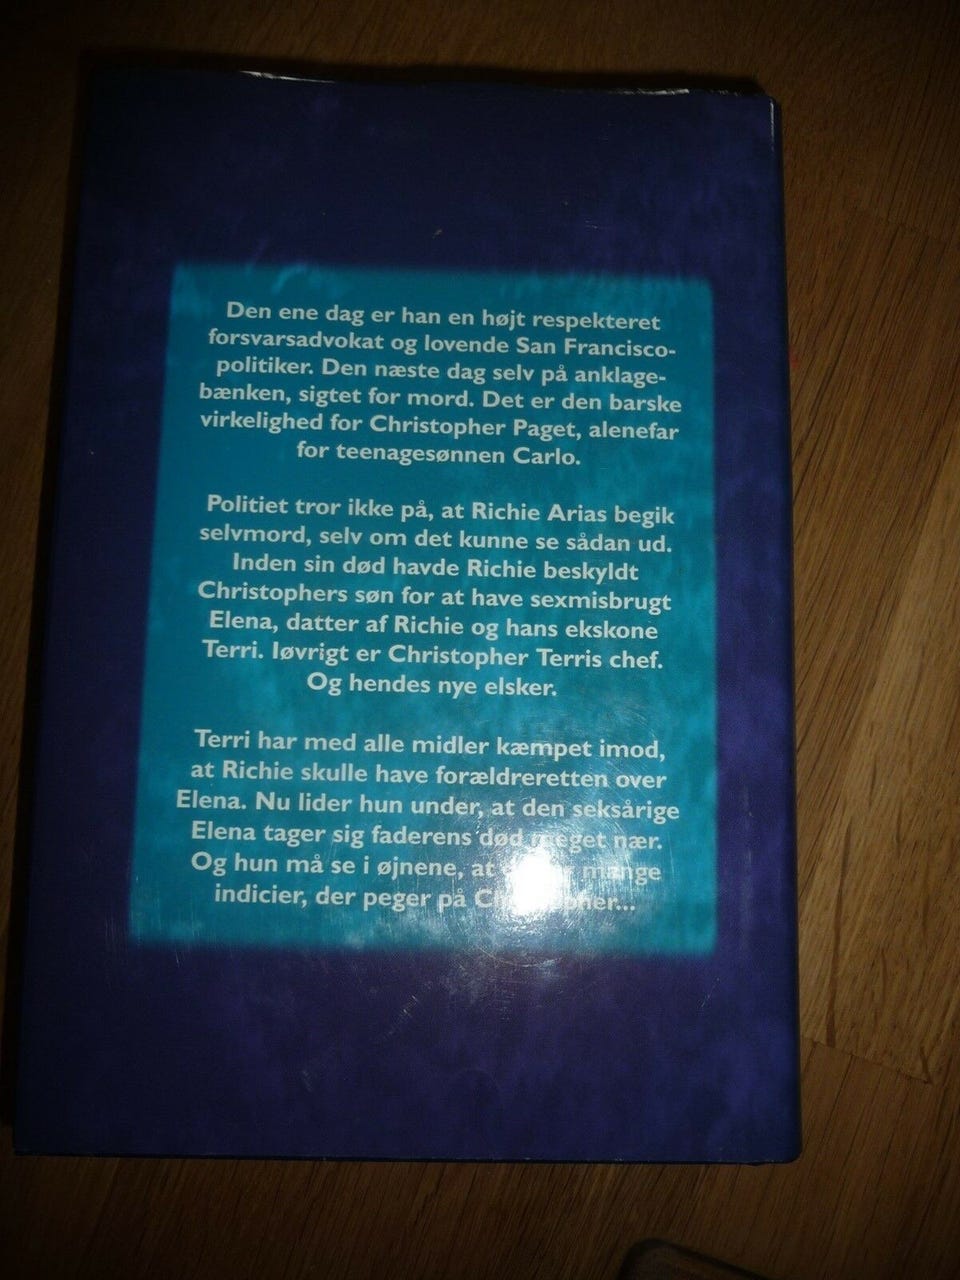 Den ene dag er han en højt respekteret
forsvarsadvokat og lovende San Francisco-
politiker. Den næste dag selv på anklage-
bænken, sigtet for mord. Det er den barske
virkelighed for Christopher Paget, alenefar
for teenagesønnen Carlo.
Politiet tror ikke på, at Richie Arias begik
selvmord, selv om det kunne se sådan ud.
Inden sin død havde Richie beskyldt
Christophers søn for at have sexmisbrugt
Elena, datter af Richie og hans ekskone
Terri. Iøvrigt er Christopher Terris chef.
Og hendes nye elsker.
Terri har med alle midler kæmpet imod,
at Richie skulle have forældreretten over
Elena. Nu lider hun under, at den seksårige
Elena tager sig faderens død meget nær.
Og hun må se i øjnene, at mange
indicier, der peger på Christopher...